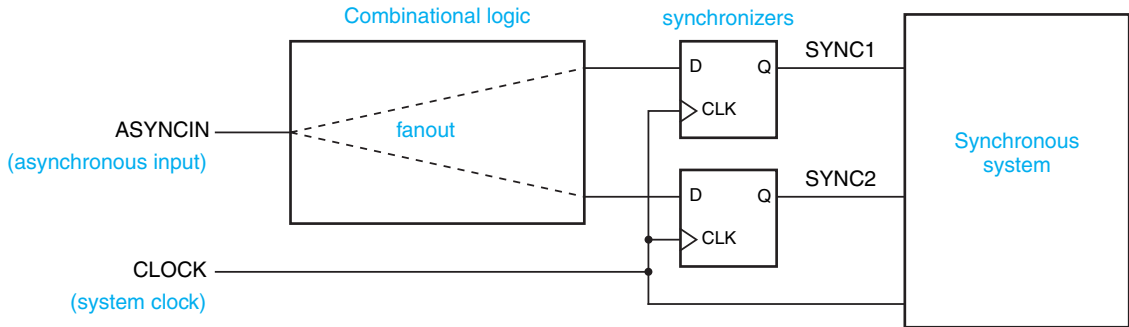 Combinational logic
synchronizers
SYNC1
D
Q
CLK
ASYNCIN
(asynchronous input)
fanout
Synchronous
system
SYNC2
D
Q
CLK
CLOCK
(system clock)